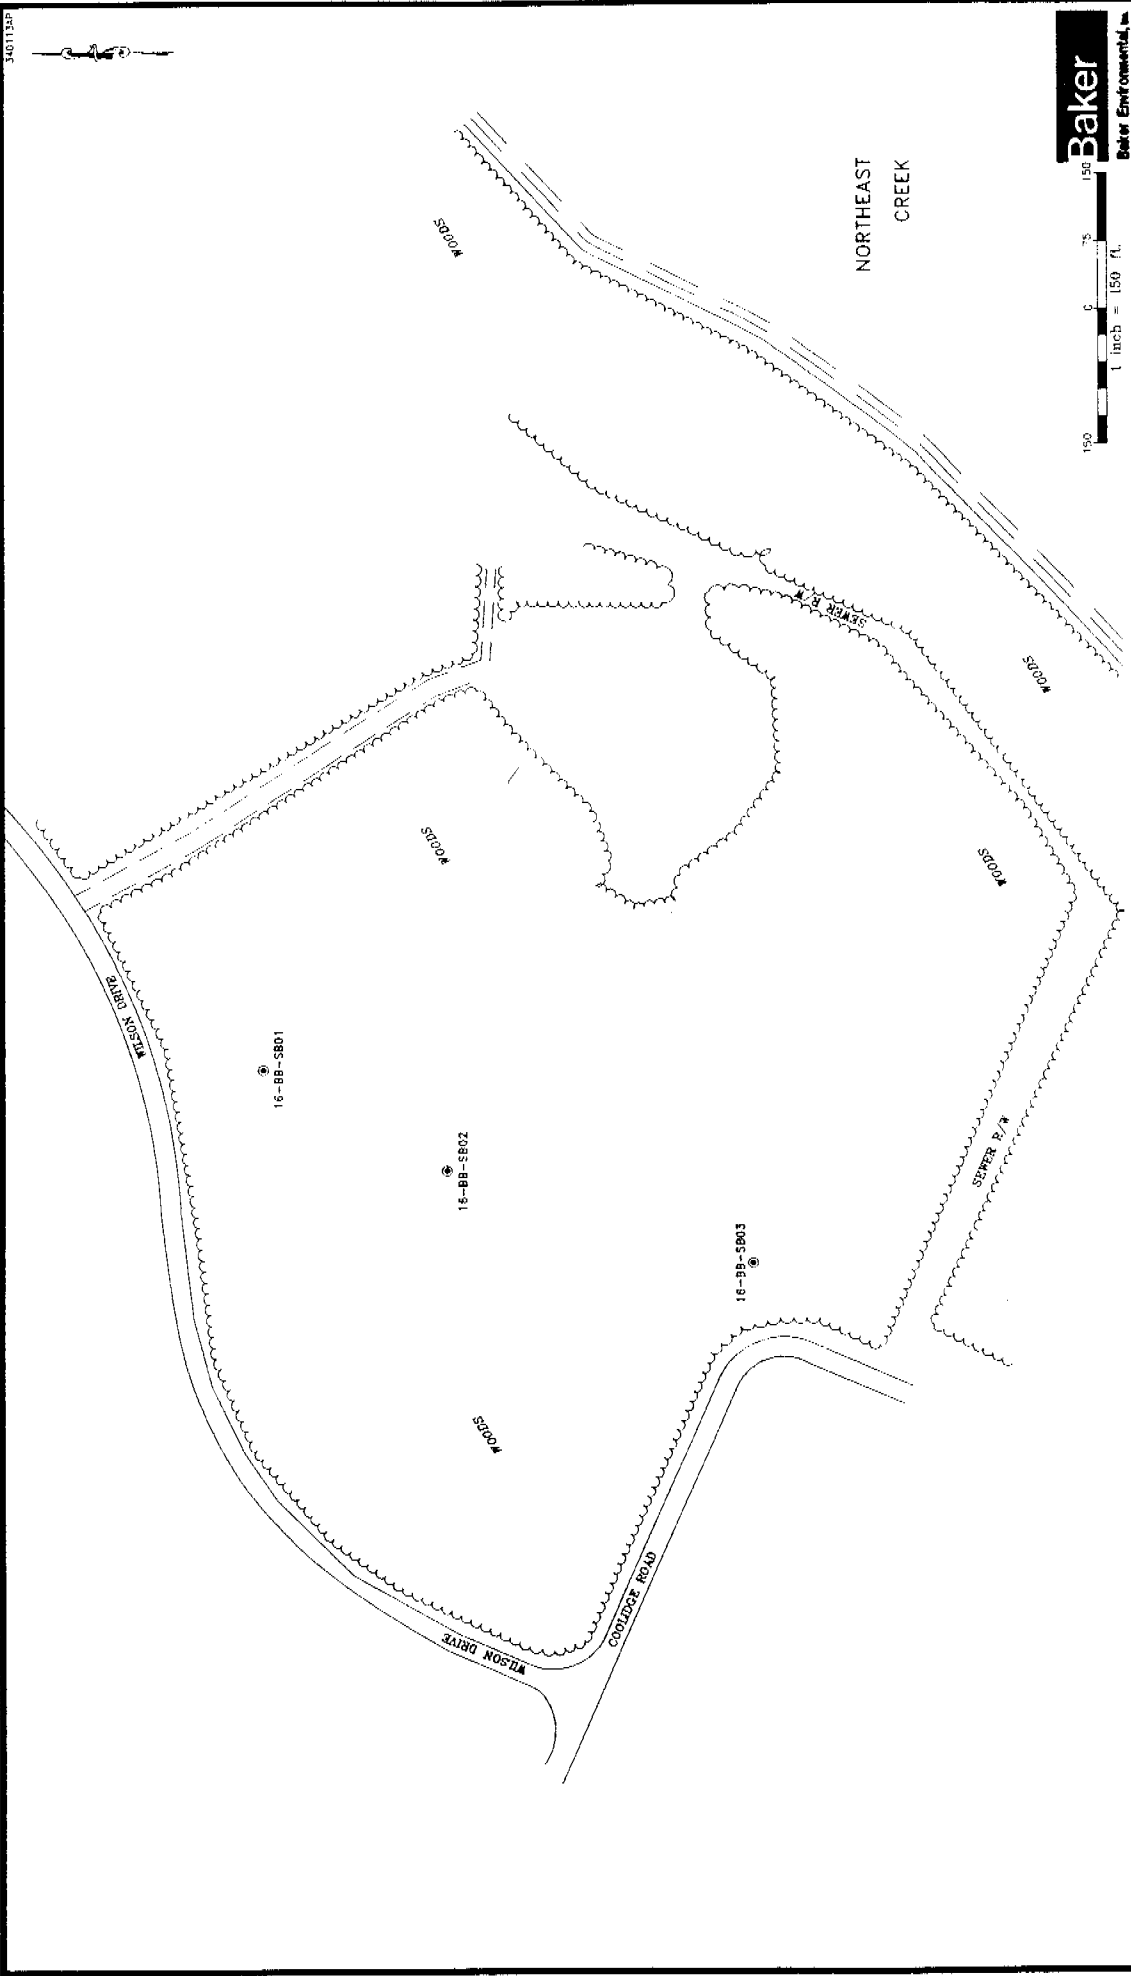 340113AP
WOODS
NORTHEAST
CREEK
Baker
Baker Environmental, Inc.
150 75 0 150
1 inch = 150 ft.
SEWER R/W
WOODS
WOODS
WOODS
WILSON DRIVE
16-BB-SB01
16-BB-SB02
16-BB-SB03
SEWER R/W
WOODS
WILSON DRIVE
COOLIDGE ROAD